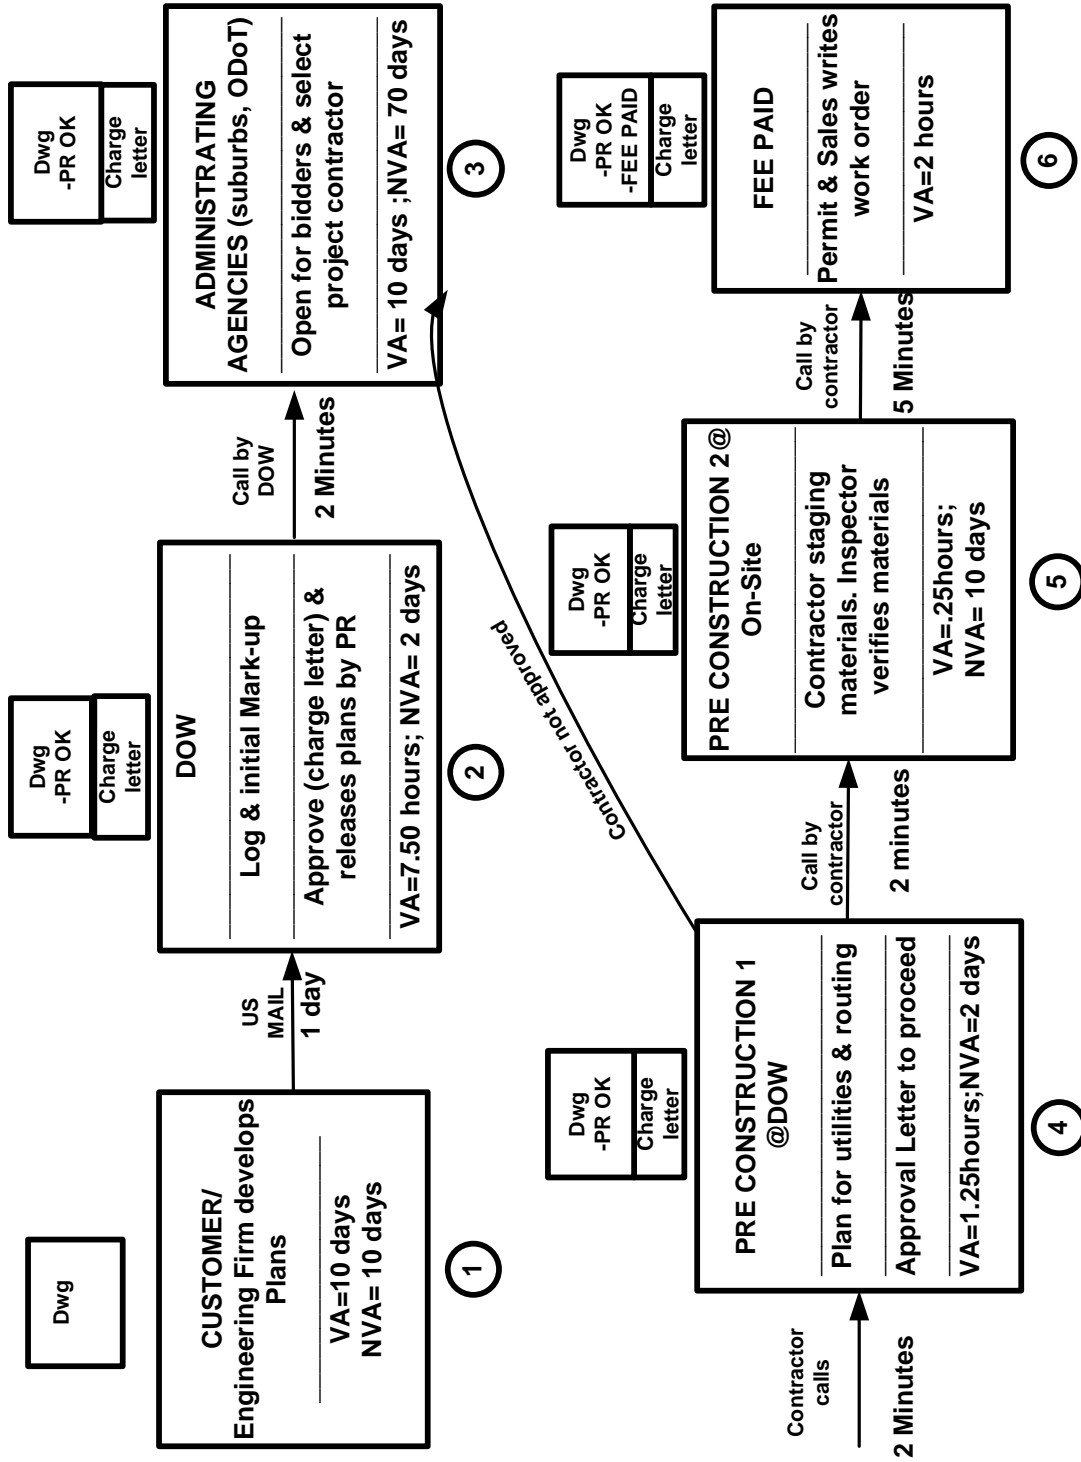 Dwg
CUSTOMER/
Engineering Firm develops
Plans
VA=10 days
NVA= 10 days
1
US
MAIL
1 day
Dwg
-PR OK
Charge
letter
DOW
Log & initial Mark-up
Approve (charge letter) &
releases plans by PR
VA=7.50 hours; NVA= 2 days
2
Call by
DOW
2 Minutes
Dwg
-PR OK
Charge
letter
ADMINISTRATING
AGENCIES (suburbs, ODoT)
Open for bidders & select
project contractor
VA= 10 days ;NVA= 70 days
3
Contractor not approved
Contractor
calls
2 Minutes
Dwg
-PR OK
Charge
letter
PRE CONSTRUCTION 1
@DOW
Plan for utilities & routing
Approval Letter to proceed
VA=1.25hours;NVA=2 days
4
Call by
contractor
2 minutes
Dwg
-PR OK
Charge
letter
PRE CONSTRUCTION 2@
On-Site
Contractor staging
materials. Inspector
verifies materials
VA=.25hours;
NVA= 10 days
5
Call by
contractor
5 Minutes
Dwg
-PR OK
-FEE PAID
Charge
letter
FEE PAID
Permit & Sales writes
work order
VA=2 hours
6